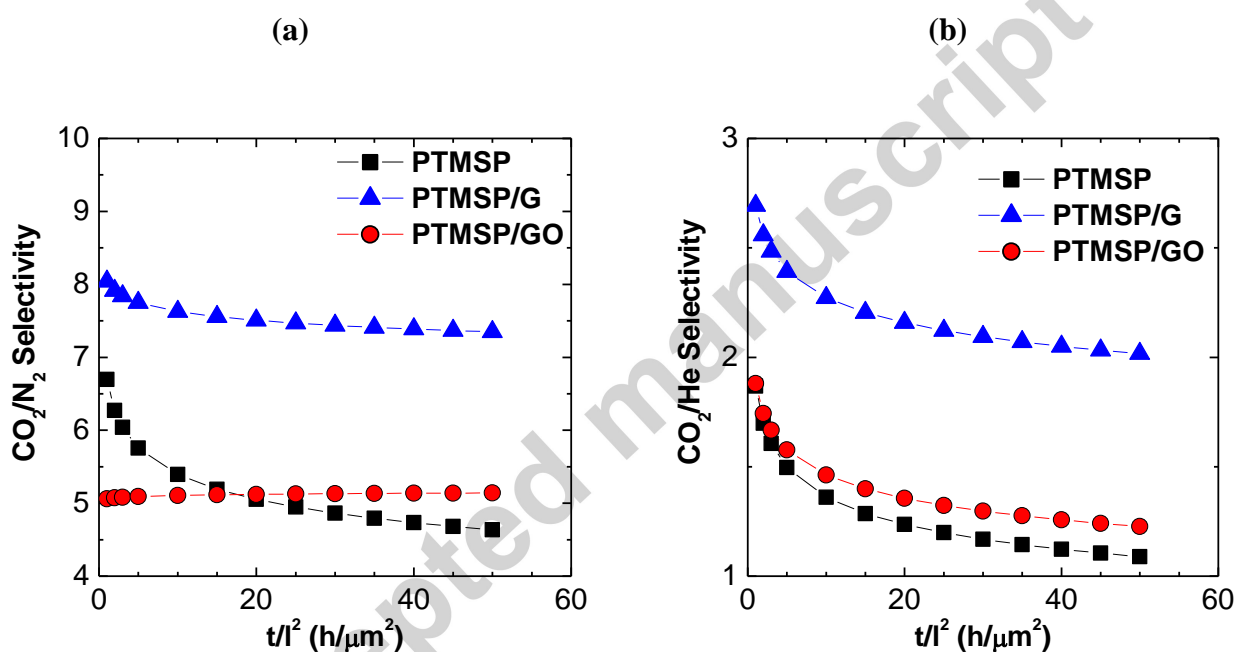 (a)
(b)
10
9
8
7
6
5
4
0
20
40
60
CO₂/N₂ Selectivity
t/l² (h/μm²)
PTMSP
PTMSP/G
PTMSP/GO
3
2
1
0
20
40
60
CO₂/He Selectivity
t/l² (h/μm²)
PTMSP
PTMSP/G
PTMSP/GO
epted manuscript